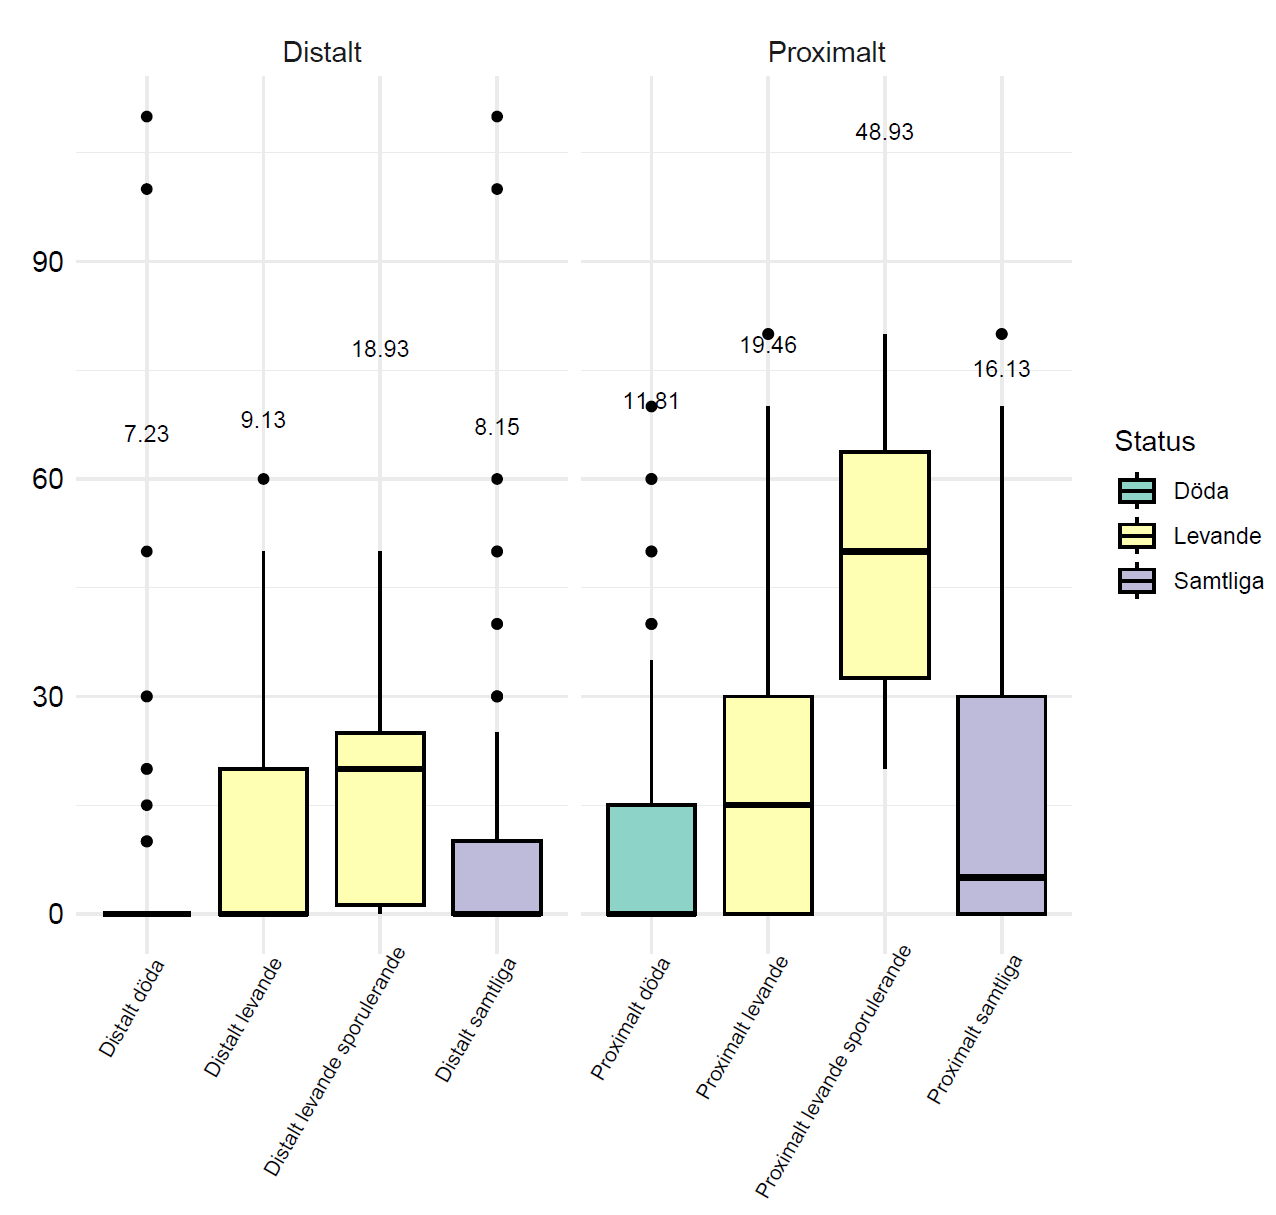 Distalt
Proximalt
48.93
90
18.93
19.46
16.13
11.81
7.23
9.13
8.15
60
30
0
Status
Döda
Levande
Samtliga
Distalt döda
Distalt levande
Distalt levande sporulerande
Distalt samtliga
Proximalt döda
Proximalt levande
Proximalt levande sporulerande
Proximalt samtliga